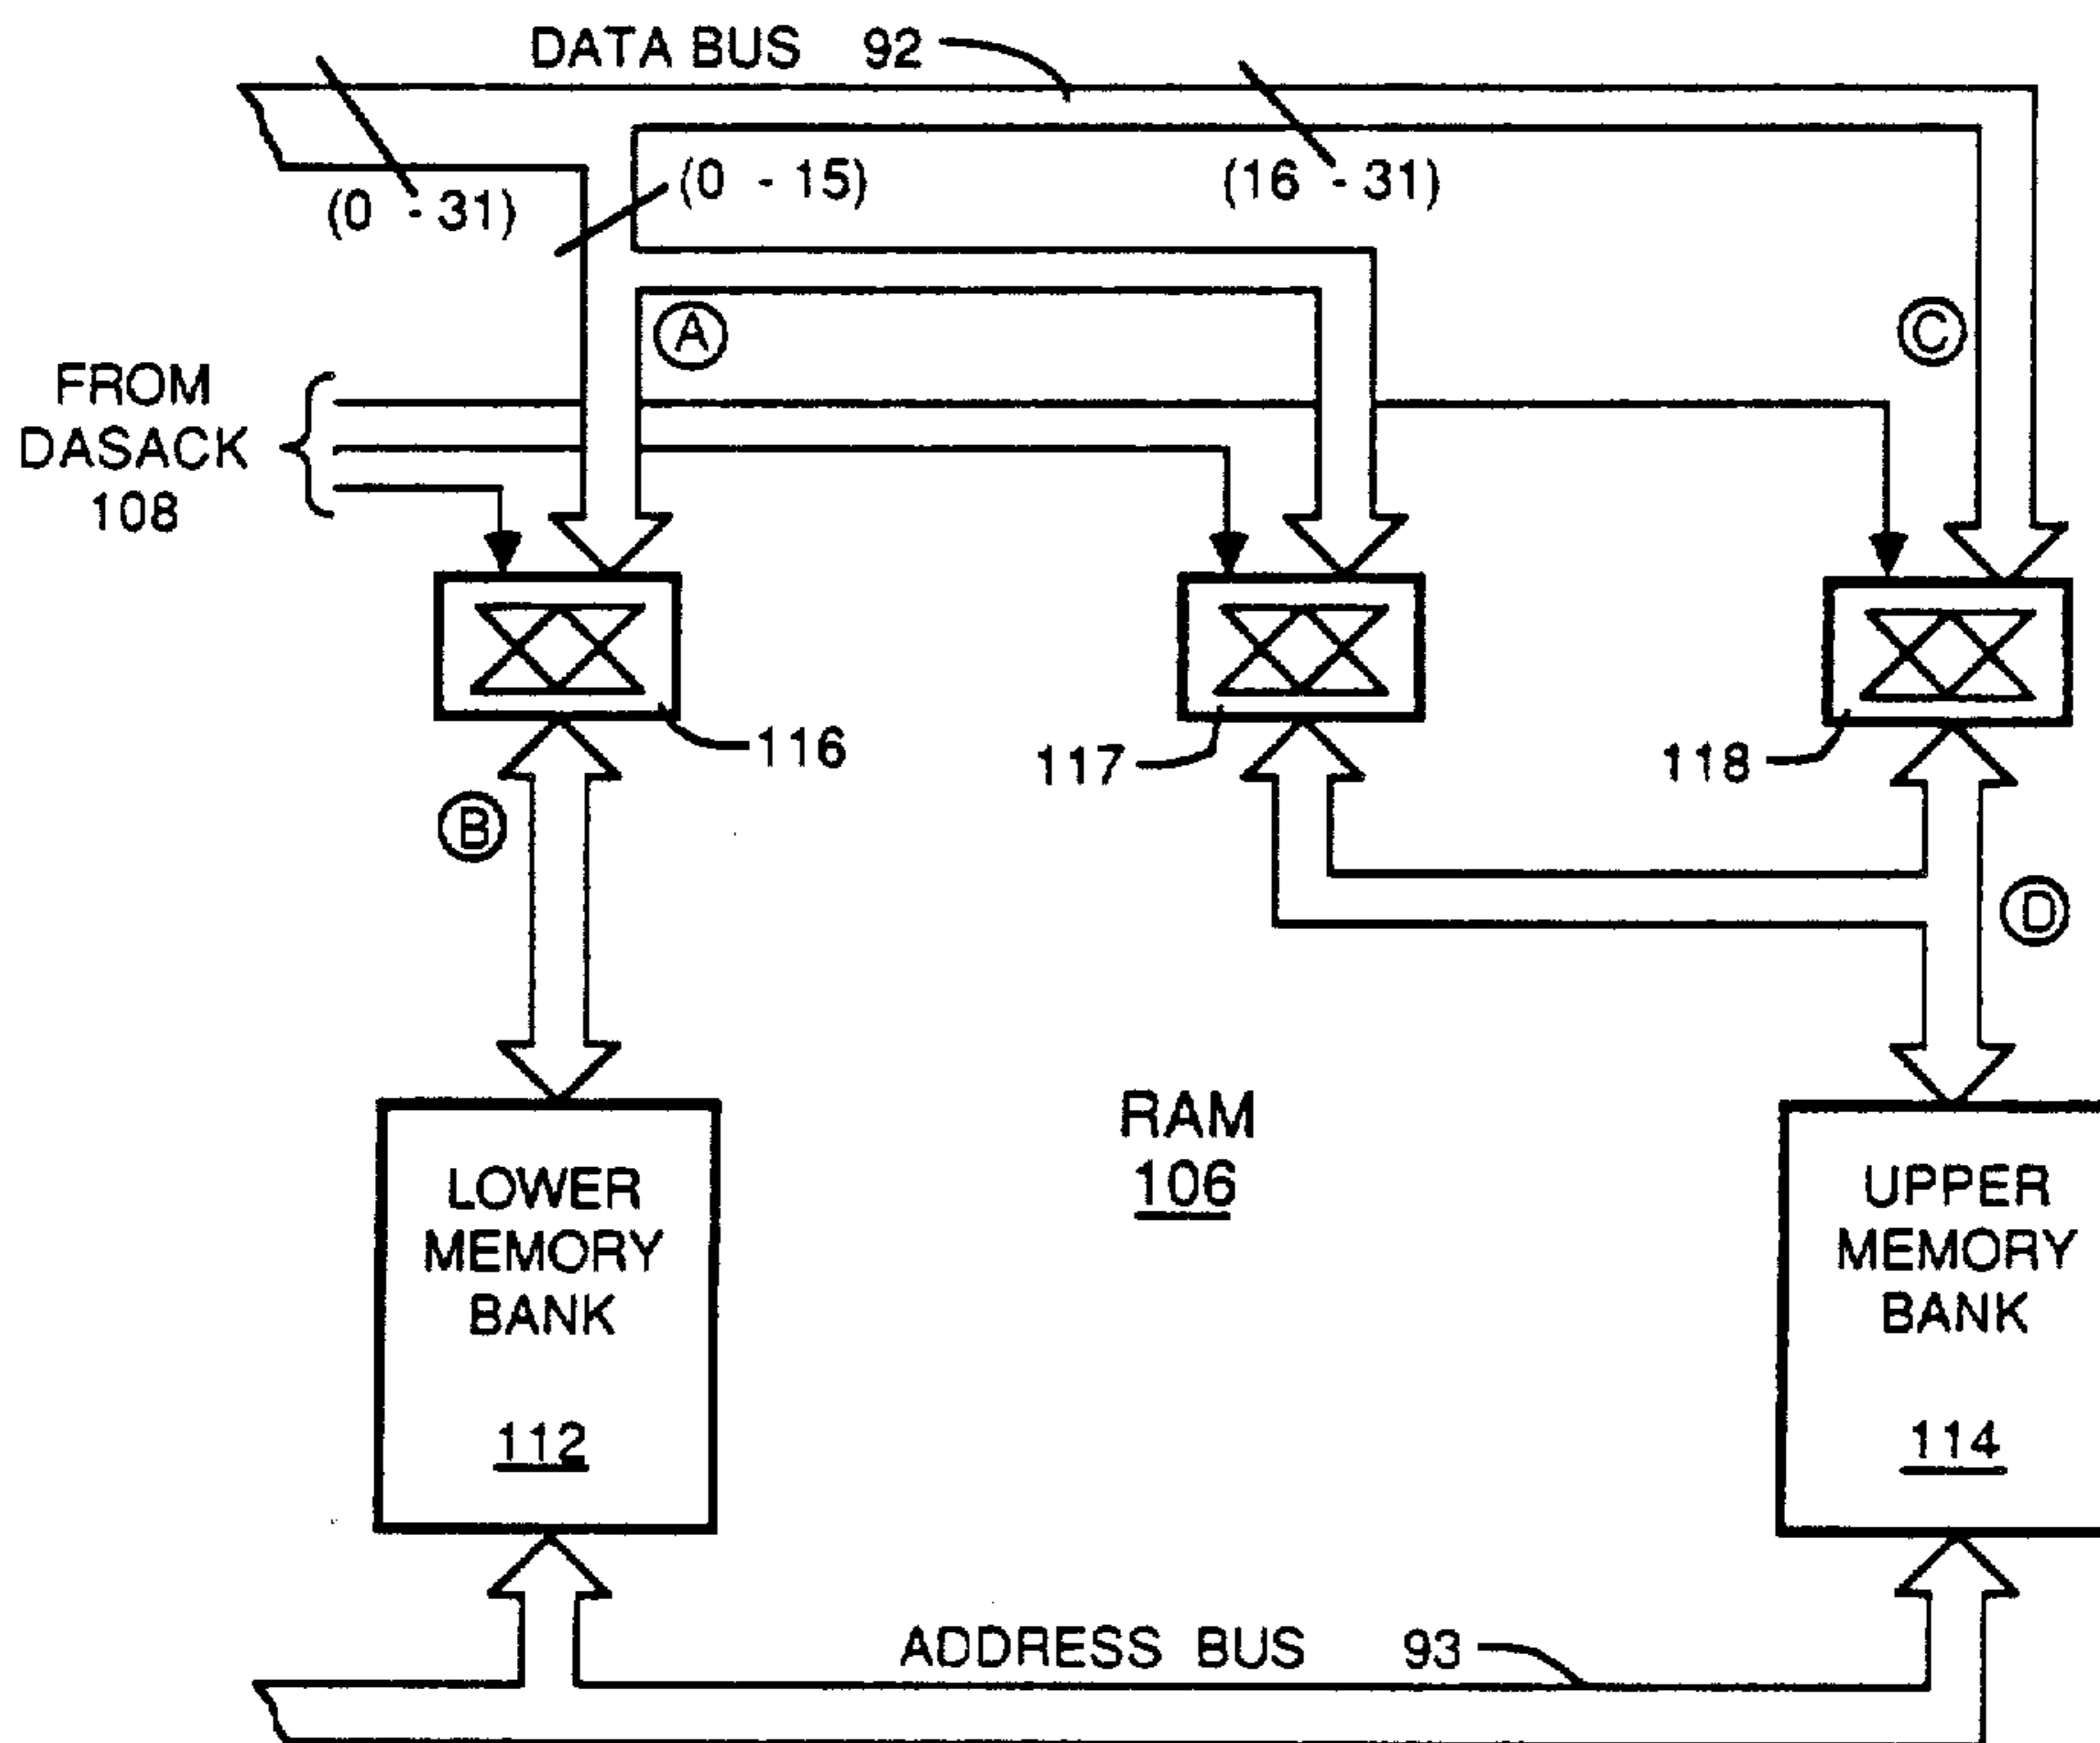 DATA BUS 92
(0 - 31)
(0 - 15)
(16 - 31)
A
C
FROM
DASACK
108
116
117
118
B
D
RAM
106
LOWER
MEMORY
BANK
112
UPPER
MEMORY
BANK
114
ADDRESS BUS 93